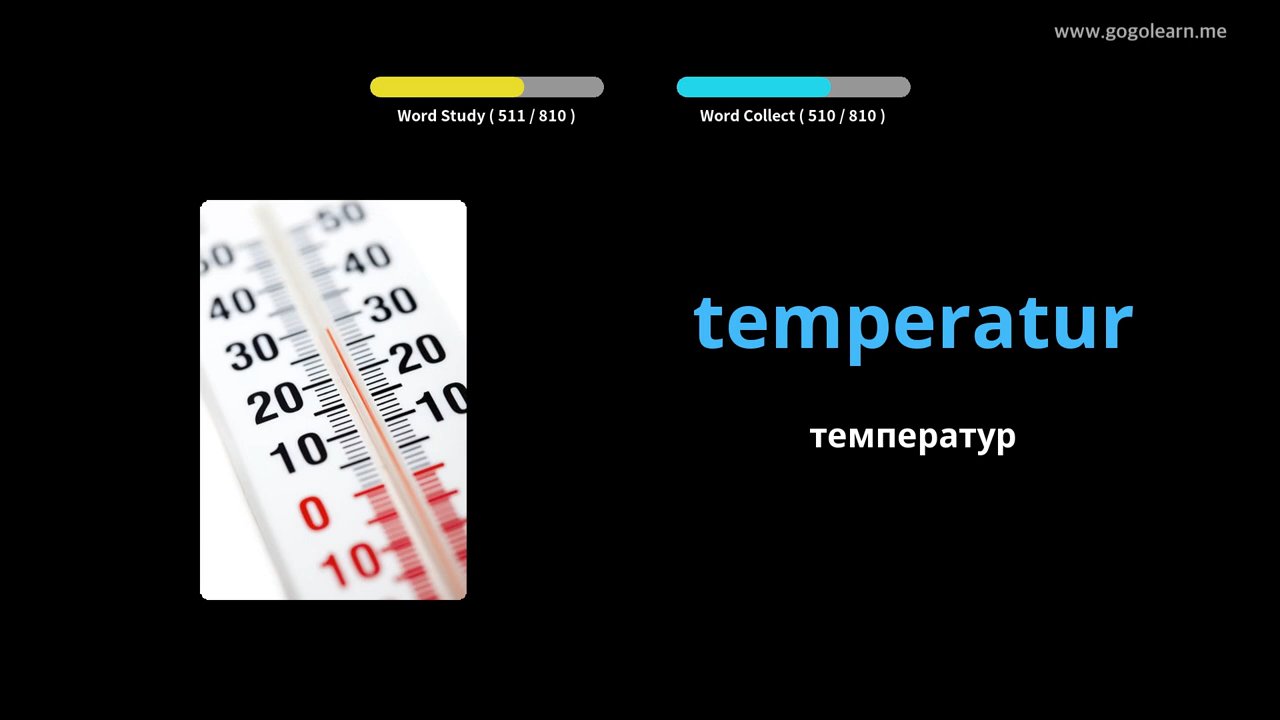 www.gogolearn.me
Word Study ( 511 / 810 )
Word Collect ( 510 / 810 )
50
40
40
30
30
20
20
10
10
0
10
temperatur
температур